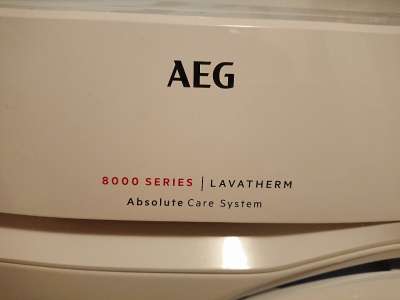 AEG
8000 SERIES | LAVATHERM
Absolute Care System